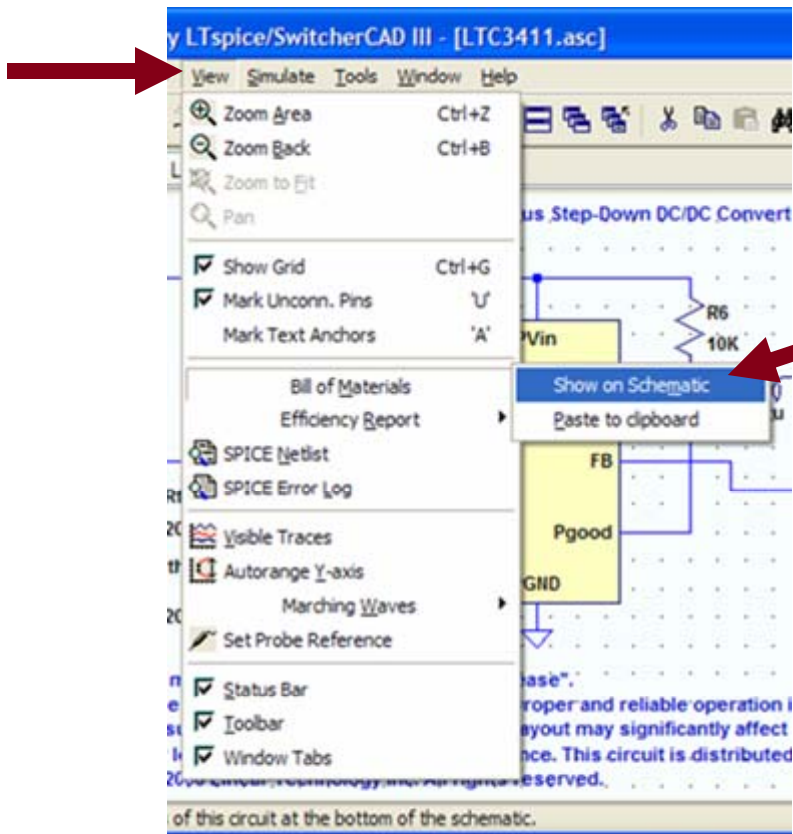 y LTspice/SwitcherCAD III - [LTC3411.asc]
View Simulate Tools Window Help
Zoom Area Ctrl+Z
Zoom Back Ctrl+B
L
Zoom to Fit
Pan
us Step-Down DC/DC Convert
Show Grid Ctrl+G
Mark Unconn. Pins 'U'
R6
Mark Text Anchors 'A'
PVin
10K
Bill of Materials
Show on Schematic
Efficiency Report
Paste to clipboard
u
SPICE Netlist
FB
SPICE Error Log
Visible Traces
Pgood
Autorange Y-axis
GND
Marching Waves
Set Probe Reference
ease".
Status Bar
roper and reliable operation i
Toolbar
ayout may significantly affect
Window Tabs
nce. This circuit is distributed
eserved.
of this circuit at the bottom of the schematic.